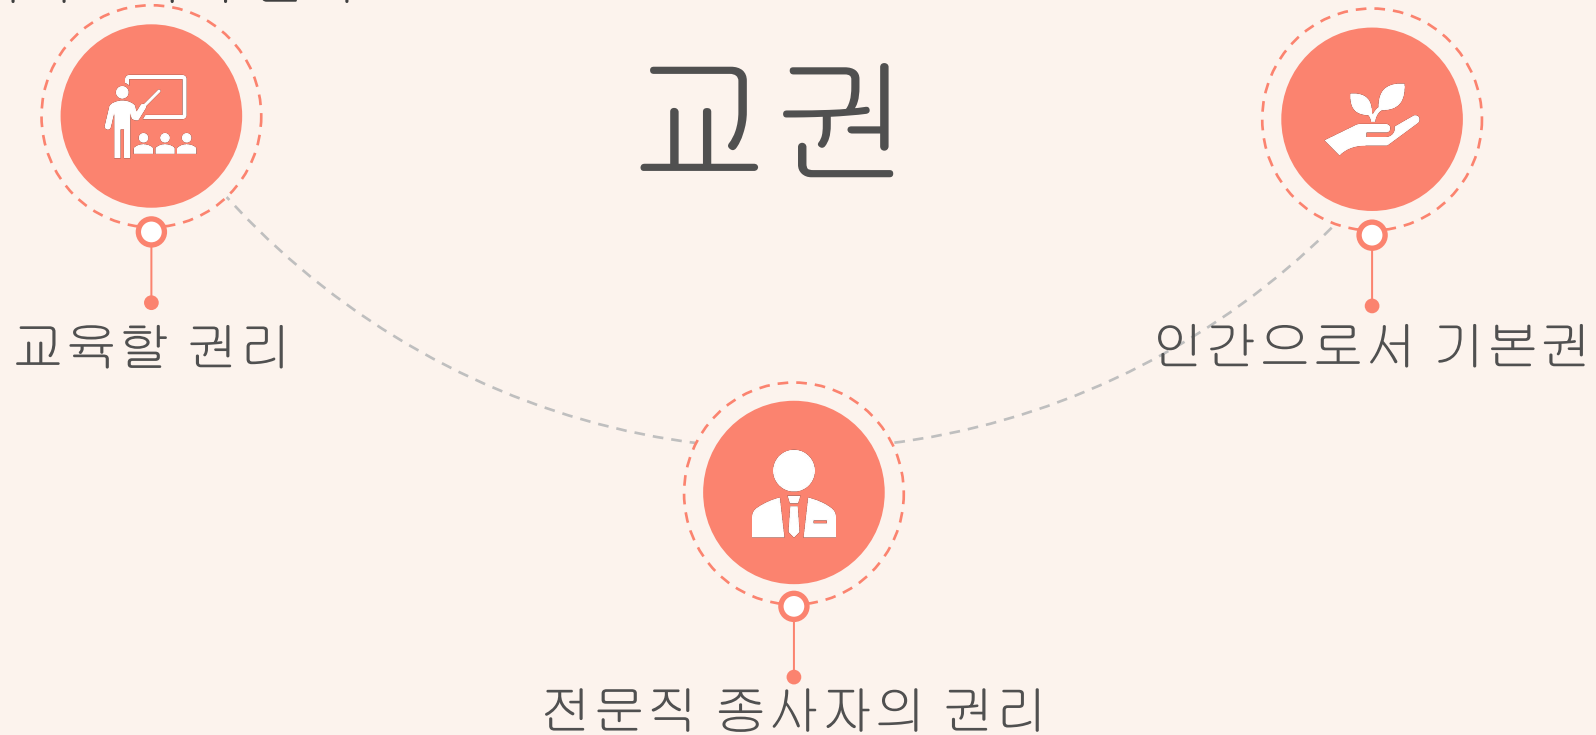 교권
교육할 권리
인간으로서 기본권
전문직 종사자의 권리